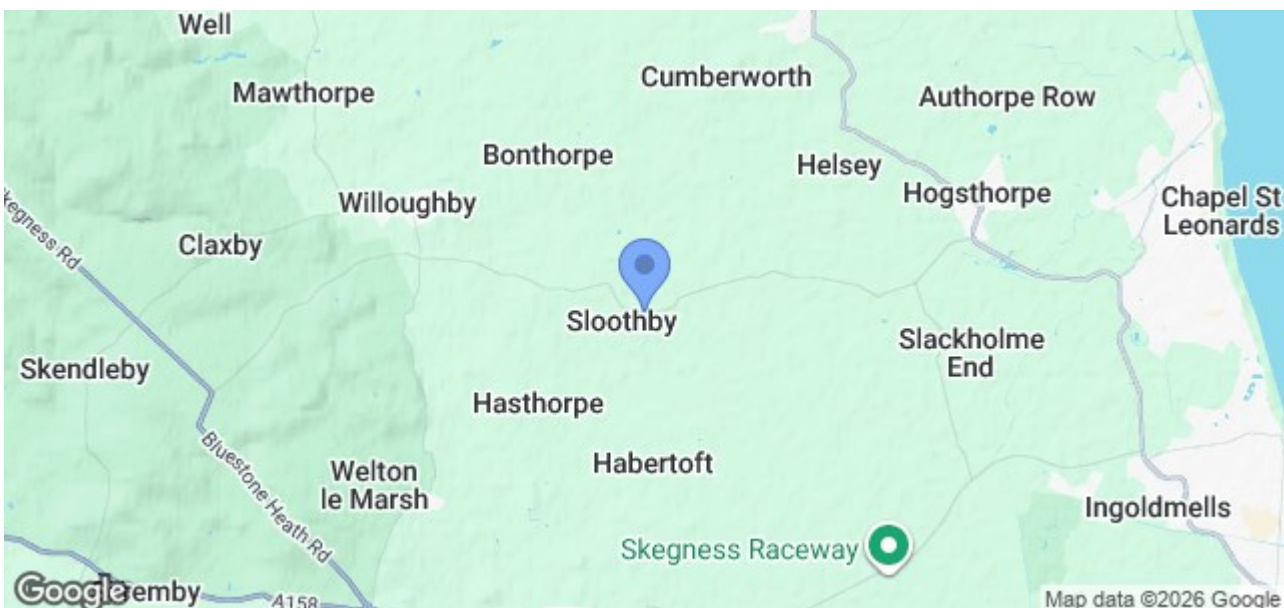 Well
Cumberworth
Mawthorpe
Authorpe Row
Bonthorpe
Helsey
Hogsthorpe
Willoughby
Chapel St
Leonards
Skegness Rd
Claxby
Sloothby
Slackholme
End
Skendleby
Hasthorpe
Habertoft
Bluestone Heath Rd
Welton
le Marsh
Ingoldmells
Skegness Raceway
Google
A158
Map data ©2026 Google